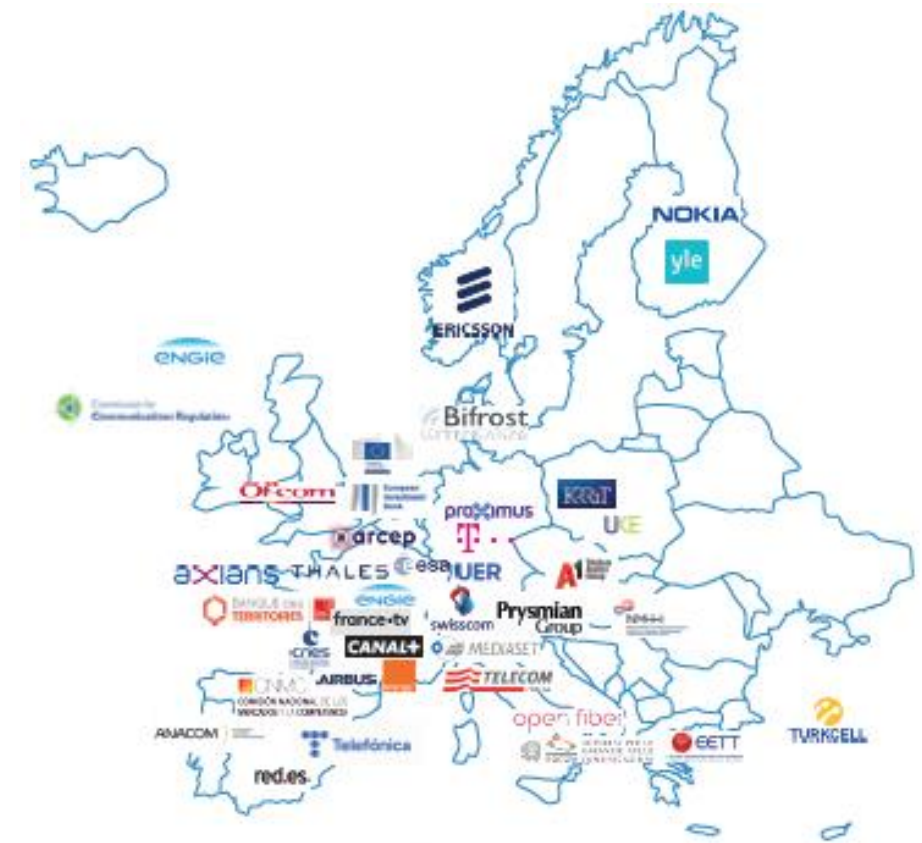 NOKIA
yle
ERICSSON
ENGIE
Commission for
Communications Regulation
Bifrost
Ofcom
European
Investment
Bank
proximus
T
UKE
arcep
axians
THALES
esa
A1
BANQUE des
TERRITOIRES
ENGIE
france•tv
swisscom
Prysmian
Group
cnes
CANAL+
MEDIASET
AIRBUS
CNMC
COMISIÓN NACIONAL DE LOS
MERCADOS Y LA COMPETENCIA
TELECOM
ITALIA
open fiber
ANACOM
Telefónica
EETT
TURKCELL
red.es